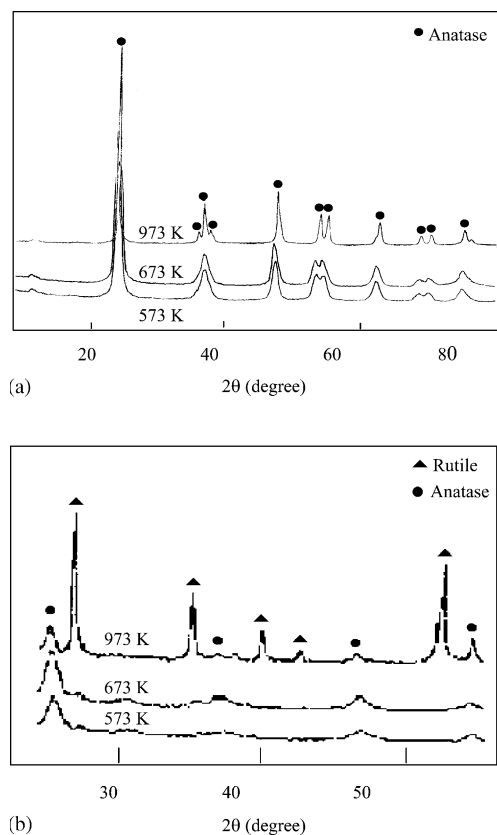 ● Anatase
973 K
673 K
573 K
20 40 60 80
2θ (degree)
(a)
▲ Rutile
● Anatase
973 K
673 K
573 K
30 40 50
2θ (degree)
(b)